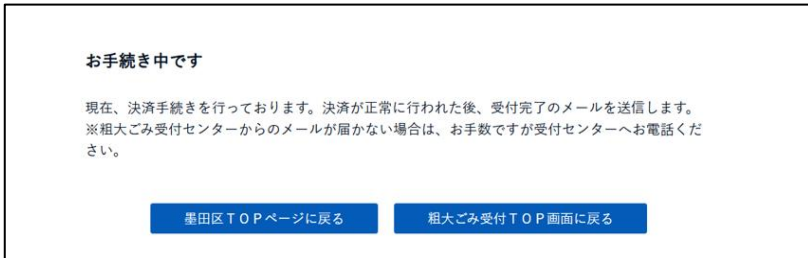 お手続き中です
現在、決済手続きを行っております。決済が正常に行われた後、受付完了のメールを送信します。
※粗大ごみ受付センターからのメールが届かない場合は、お手数ですが受付センターへお電話くだ
さい。
墨田区ＴＯＰページに戻る
粗大ごみ受付ＴＯＰ画面に戻る